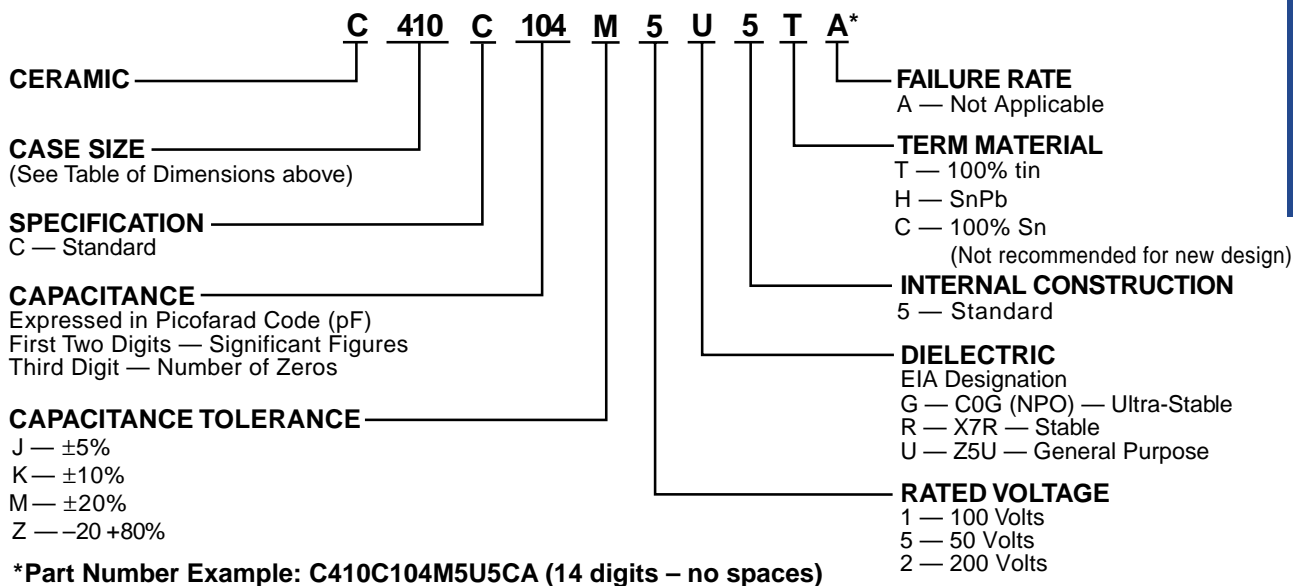 C 410 C 104 M 5 U 5 T A*
CERAMIC
CASE SIZE
(See Table of Dimensions above)
SPECIFICATION
C — Standard
CAPACITANCE
Expressed in Picofarad Code (pF)
First Two Digits — Significant Figures
Third Digit — Number of Zeros
CAPACITANCE TOLERANCE
J — ±5%
K — ±10%
M — ±20%
Z — –20 +80%
FAILURE RATE
A — Not Applicable
TERM MATERIAL
T — 100% tin
H — SnPb
C — 100% Sn
(Not recommended for new design)
INTERNAL CONSTRUCTION
5 — Standard
DIELECTRIC
EIA Designation
G — C0G (NPO) — Ultra-Stable
R — X7R — Stable
U — Z5U — General Purpose
RATED VOLTAGE
1 — 100 Volts
5 — 50 Volts
2 — 200 Volts
*Part Number Example: C410C104M5U5CA (14 digits – no spaces)